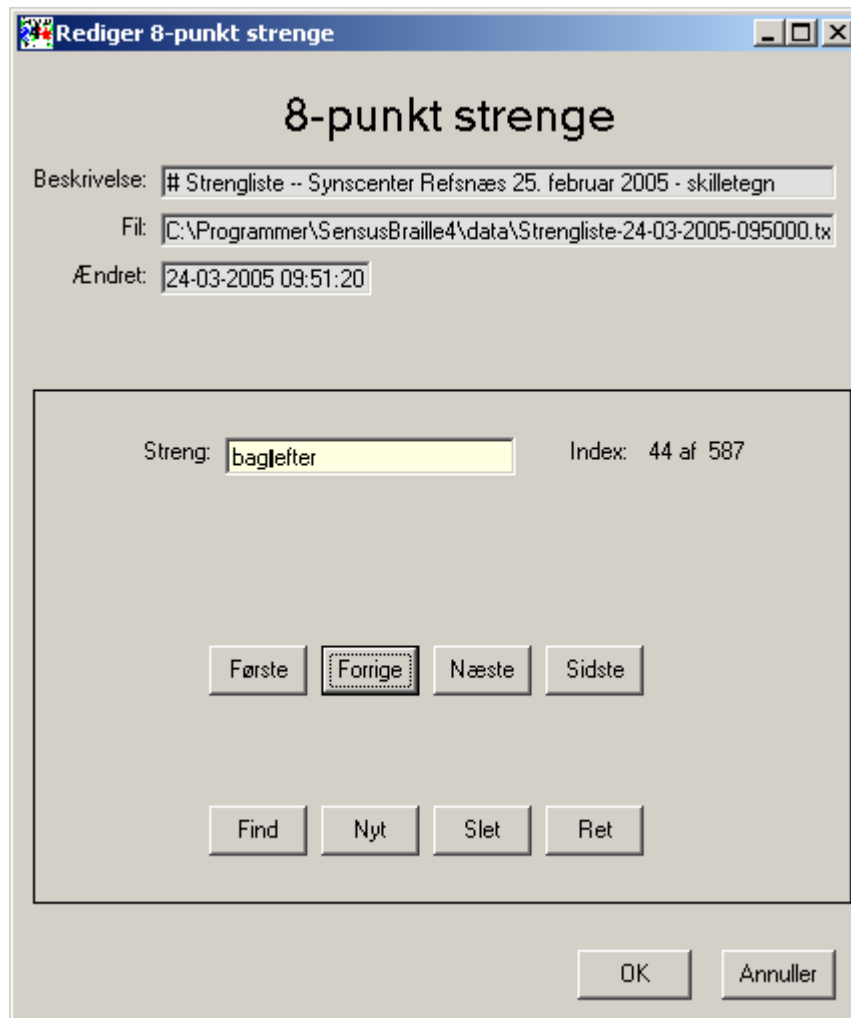 Rediger 8-punkt strenge
8-punkt strenge
Beskrivelse: # Strengliste -- Synscenter Refsnæs 25. februar 2005 - skilletegn
Fil: C:\Programmer\SensusBraille4\data\Strengliste-24-03-2005-095000.tx
Ændret: 24-03-2005 09:51:20
Streng: bag|efter Index: 44 af 587
Første Forrige Næste Sidste
Find Nyt Slet Ret
OK Annuller